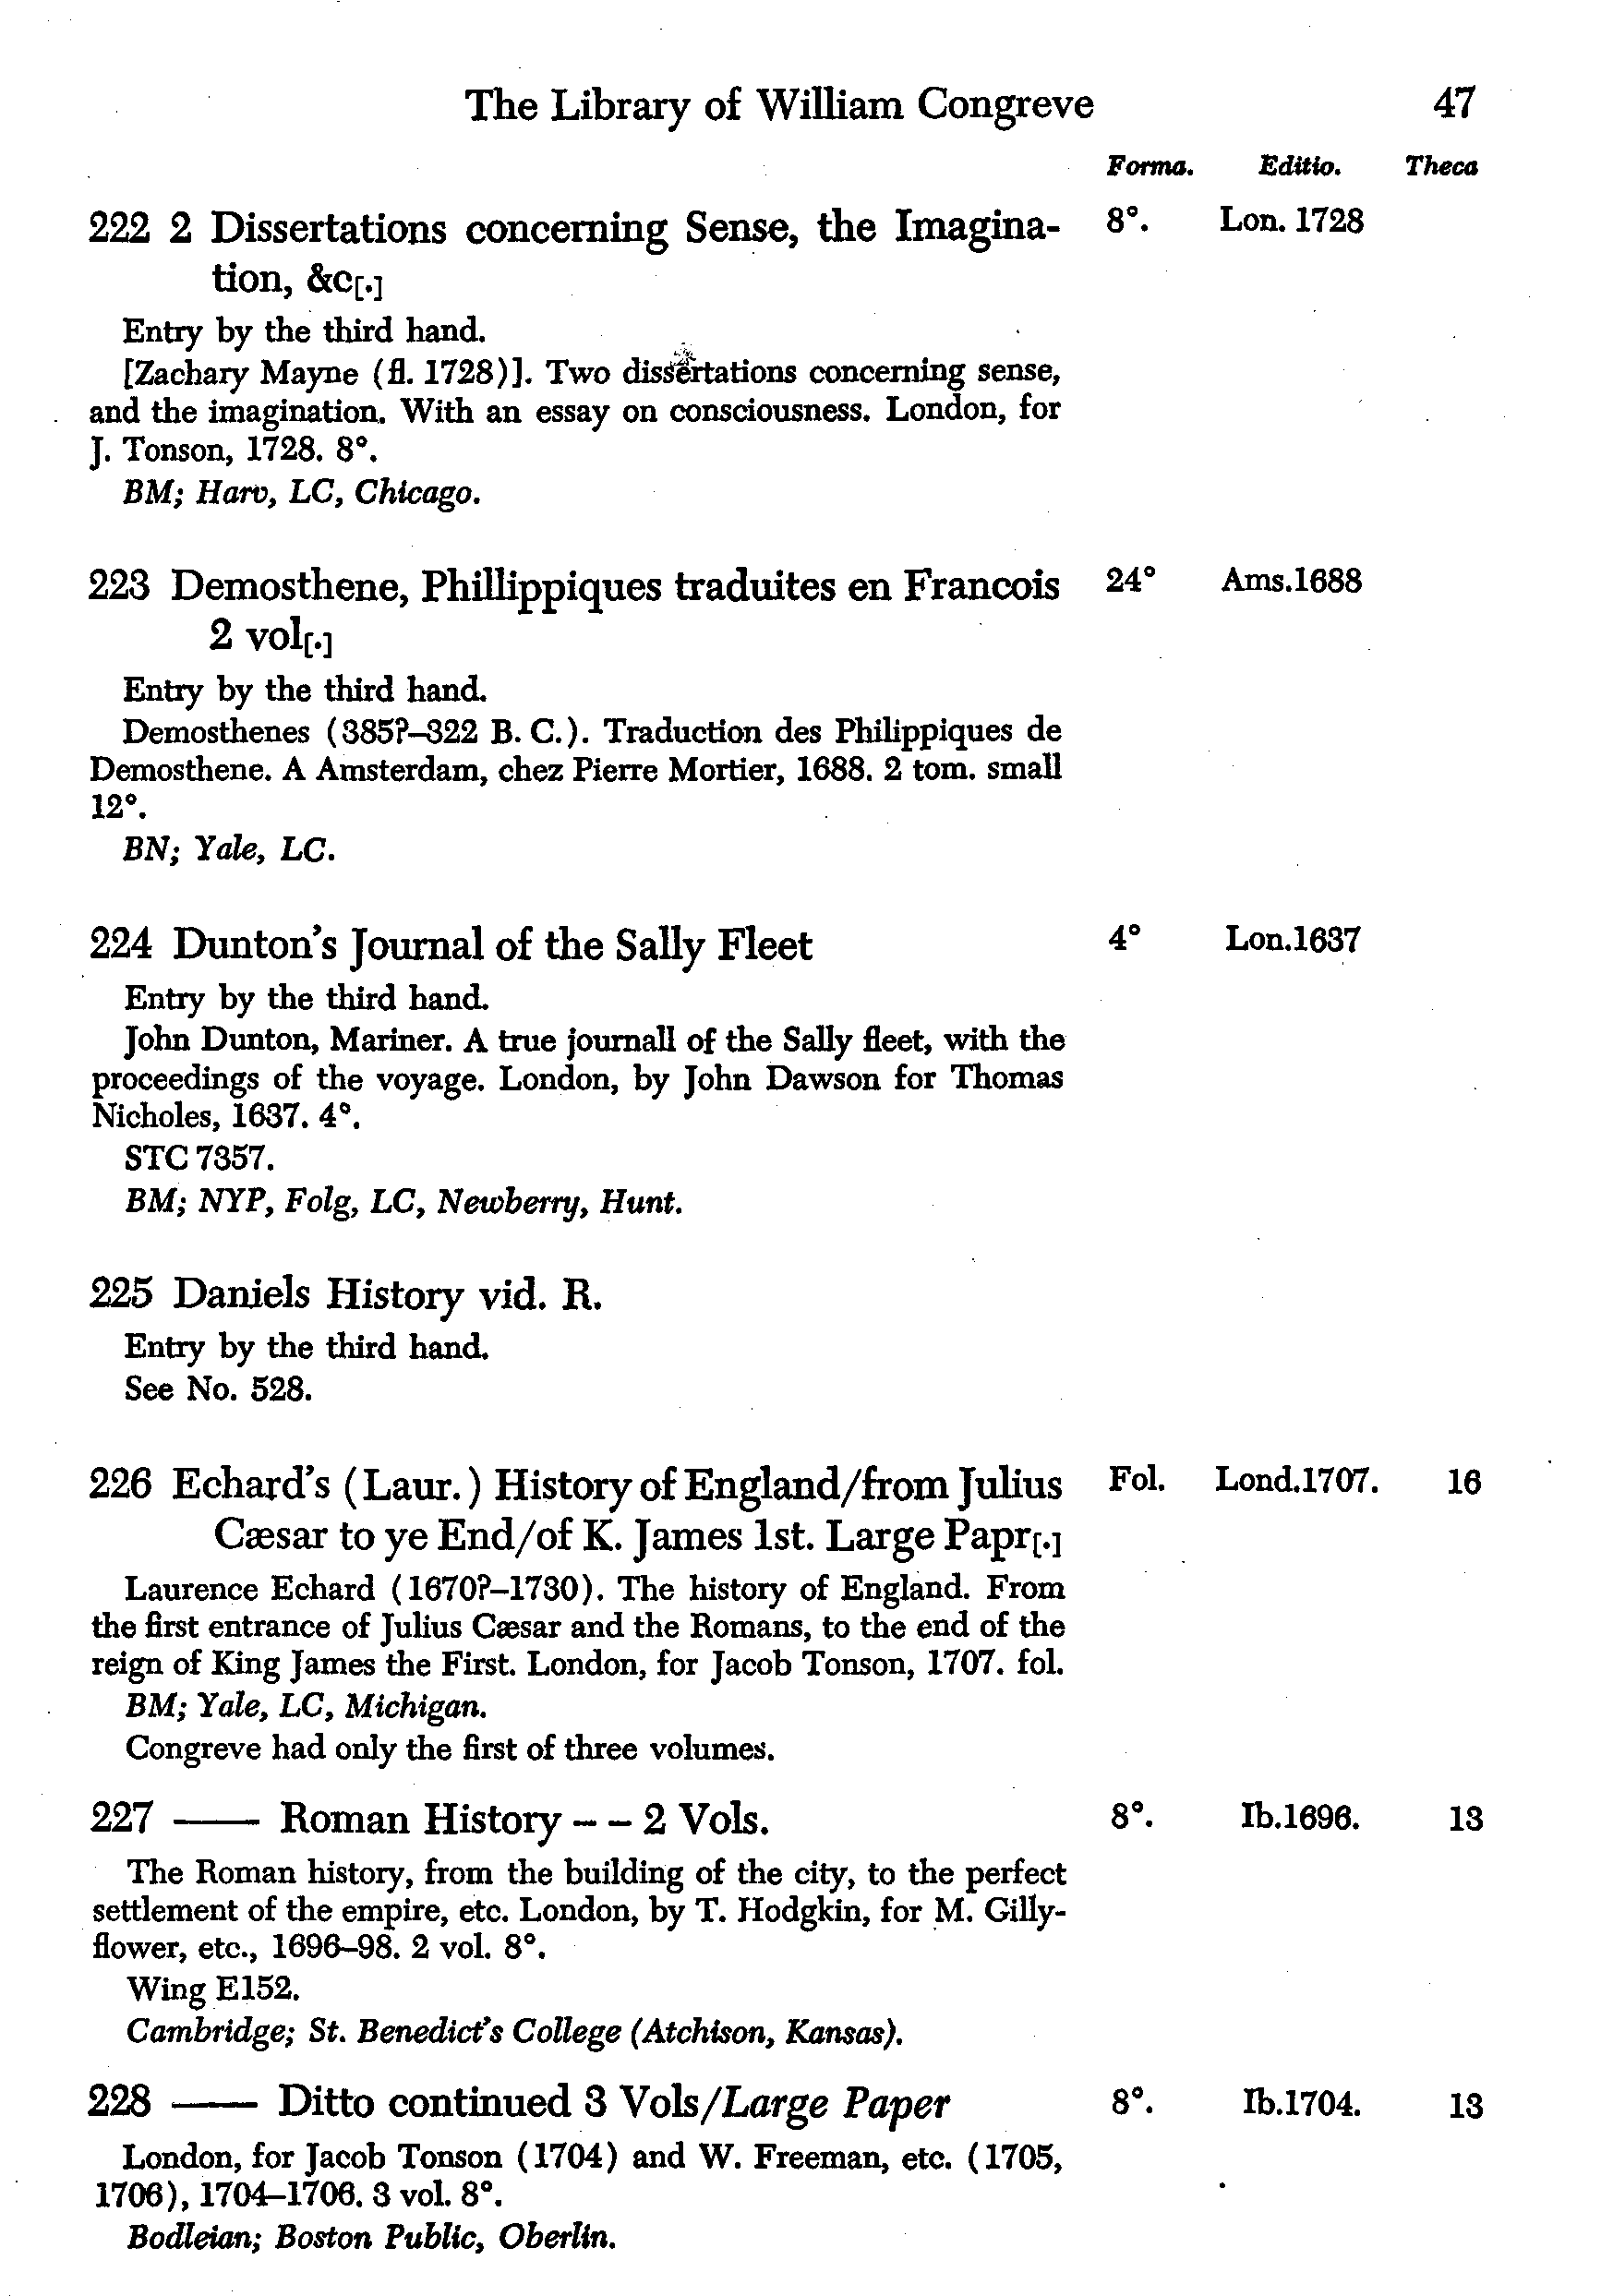 The Library of William Congreve 47
Forma. Editio. Theca
222 2 Dissertations concerning Sense, the Imagina- 8°. Lon. 1728
tion, &c[.]
Entry by the third hand.
[Zachary Mayne (fl. 1728)]. Two dissertations concerning sense,
and the imagination. With an essay on consciousness. London, for
J. Tonson, 1728. 8°.
BM; Harv, LC, Chicago.
223 Demosthene, Phillippiques traduites en Francois 24° Ams.1688
2 vol[.]
Entry by the third hand.
Demosthenes (385?–322 B. C.). Traduction des Philippiques de
Demosthene. A Amsterdam, chez Pierre Mortier, 1688. 2 tom. small
12°.
BN; Yale, LC.
224 Dunton's Journal of the Sally Fleet 4° Lon.1637
Entry by the third hand.
John Dunton, Mariner. A true journall of the Sally fleet, with the
proceedings of the voyage. London, by John Dawson for Thomas
Nicholes, 1637. 4°.
STC 7357.
BM; NYP, Folg, LC, Newberry, Hunt.
225 Daniels History vid. R.
Entry by the third hand.
See No. 528.
226 Echard's (Laur.) History of England/from Julius Fol. Lond.1707. 16
Cæsar to ye End/of K. James 1st. Large Papr[.]
Laurence Echard (1670?–1730). The history of England. From
the first entrance of Julius Cæsar and the Romans, to the end of the
reign of King James the First. London, for Jacob Tonson, 1707. fol.
BM; Yale, LC, Michigan.
Congreve had only the first of three volumes.
227 —— Roman History – – 2 Vols. 8°. Ib.1696. 13
The Roman history, from the building of the city, to the perfect
settlement of the empire, etc. London, by T. Hodgkin, for M. Gilly-
flower, etc., 1696–98. 2 vol. 8°.
Wing E152.
Cambridge; St. Benedict's College (Atchison, Kansas).
228 —— Ditto continued 3 Vols/Large Paper 8°. Ib.1704. 13
London, for Jacob Tonson (1704) and W. Freeman, etc. (1705,
1706), 1704–1706. 3 vol. 8°.
Bodleian; Boston Public, Oberlin.